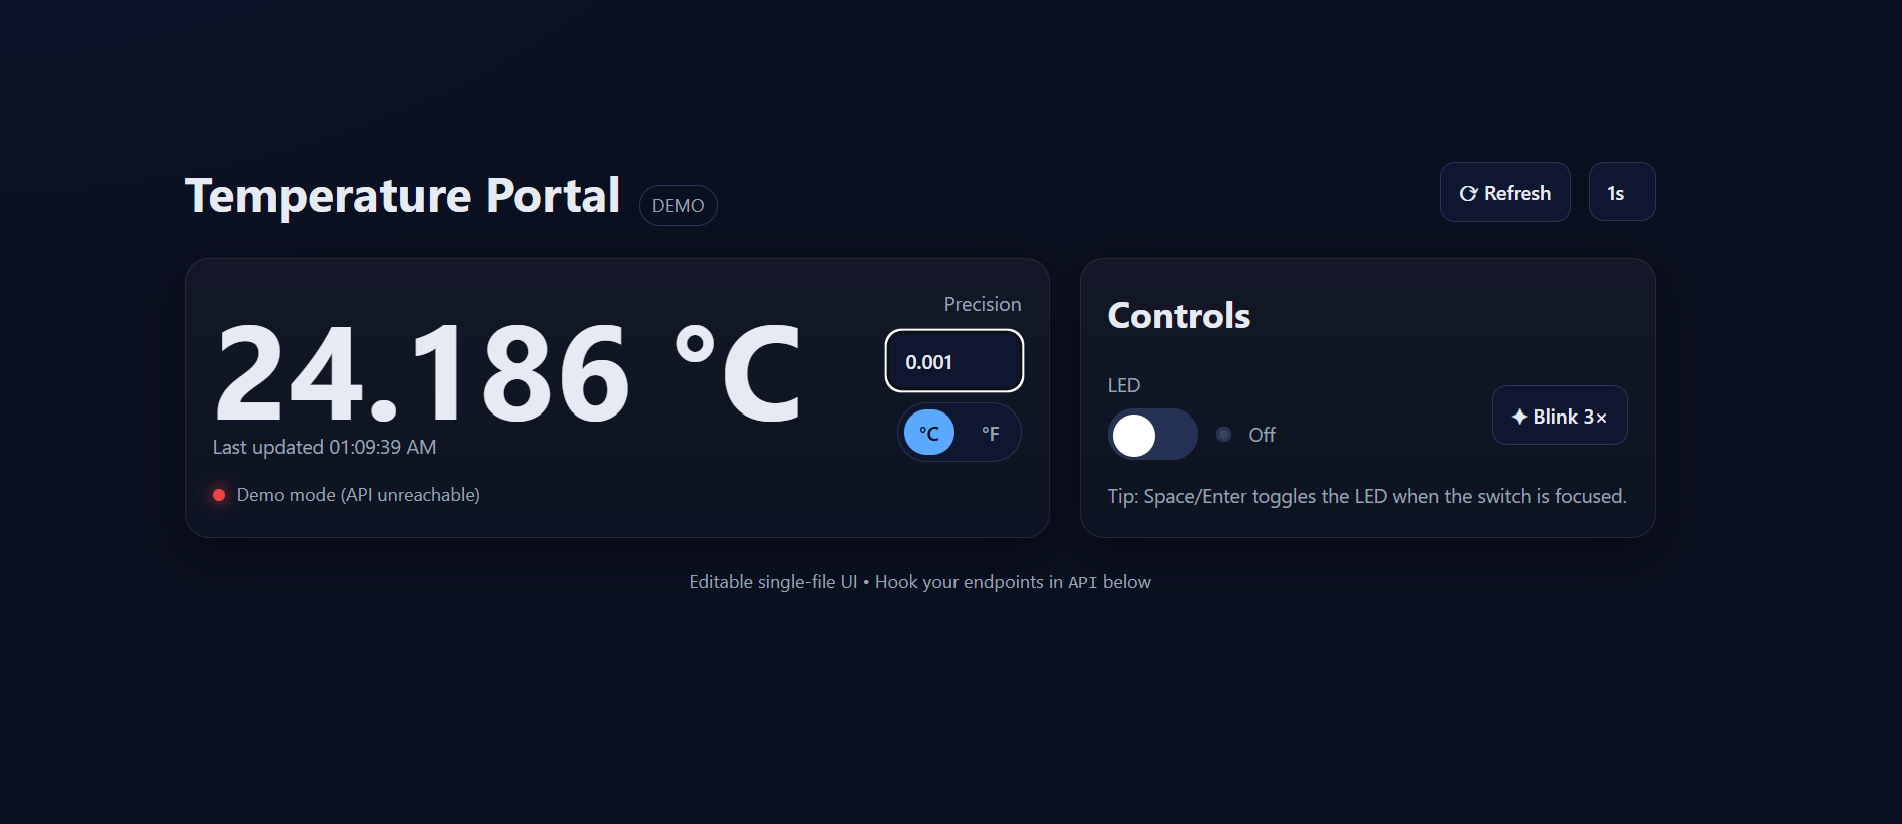 Temperature Portal DEMO
⟳ Refresh 1s
24.186 °C
Last updated 01:09:39 AM
Demo mode (API unreachable)
Precision
0.001
°C °F
Controls
LED
Off
✦ Blink 3×
Tip: Space/Enter toggles the LED when the switch is focused.
Editable single-file UI • Hook your endpoints in API below